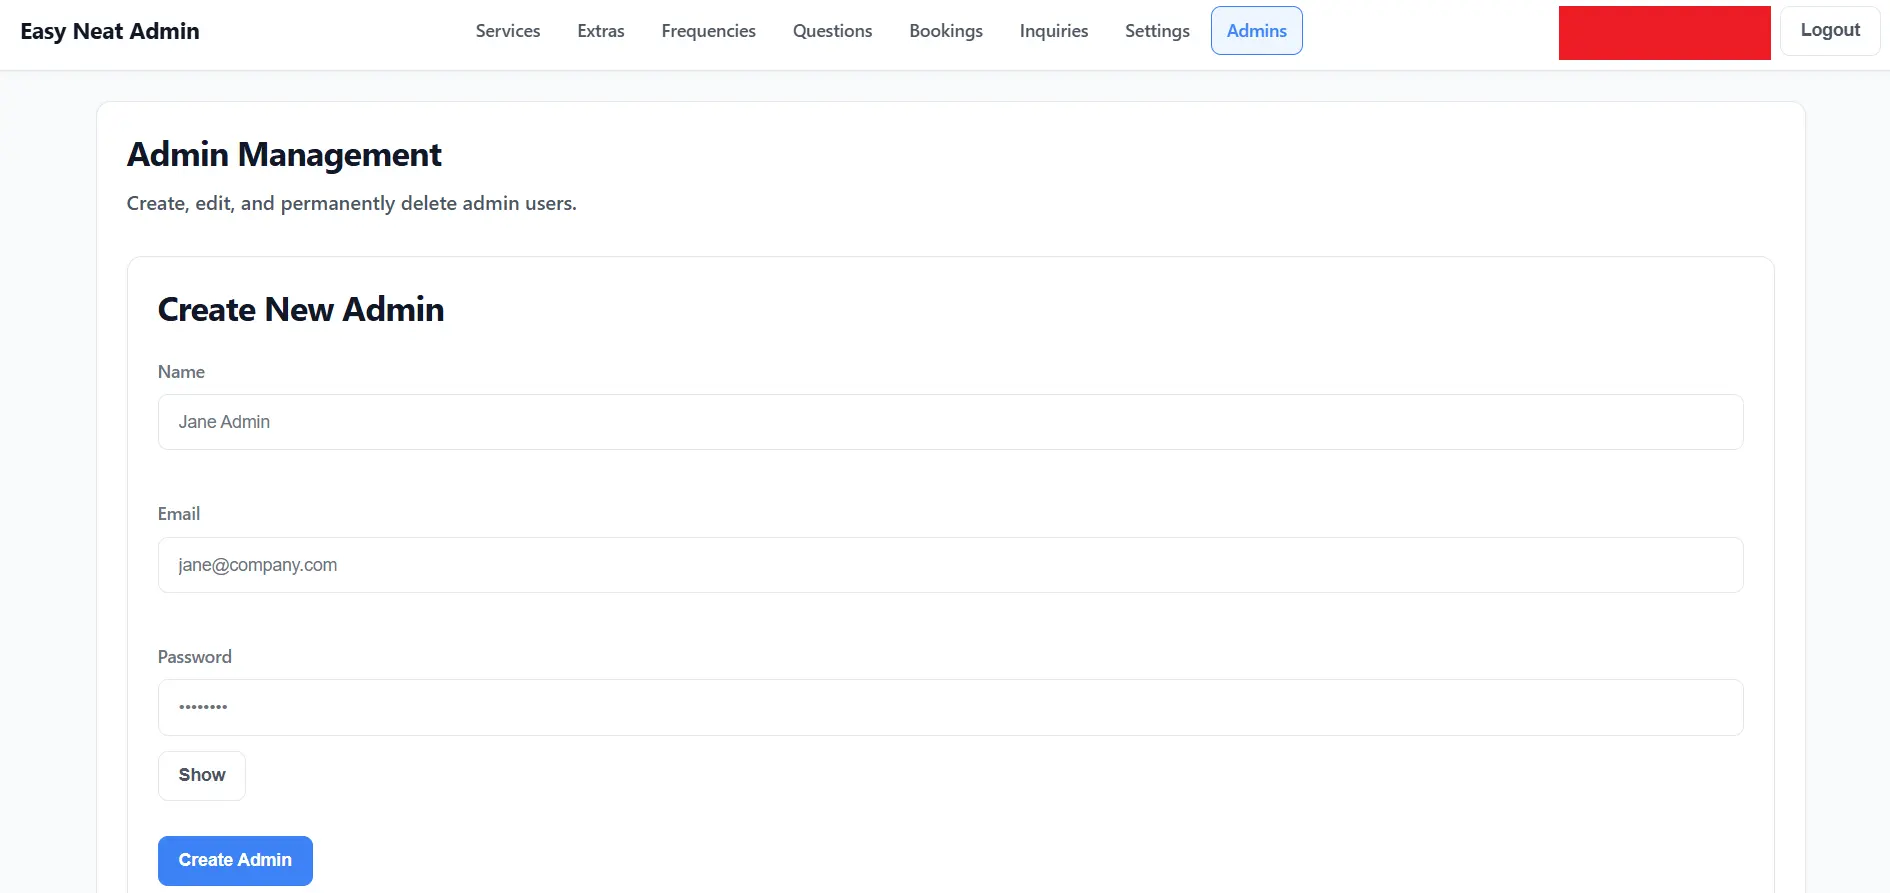 Easy Neat Admin
Services Extras Frequencies Questions Bookings Inquiries Settings Admins Logout
Admin Management
Create, edit, and permanently delete admin users.
Create New Admin
Name
Jane Admin
Email
jane@company.com
Password
••••••••
Show
Create Admin